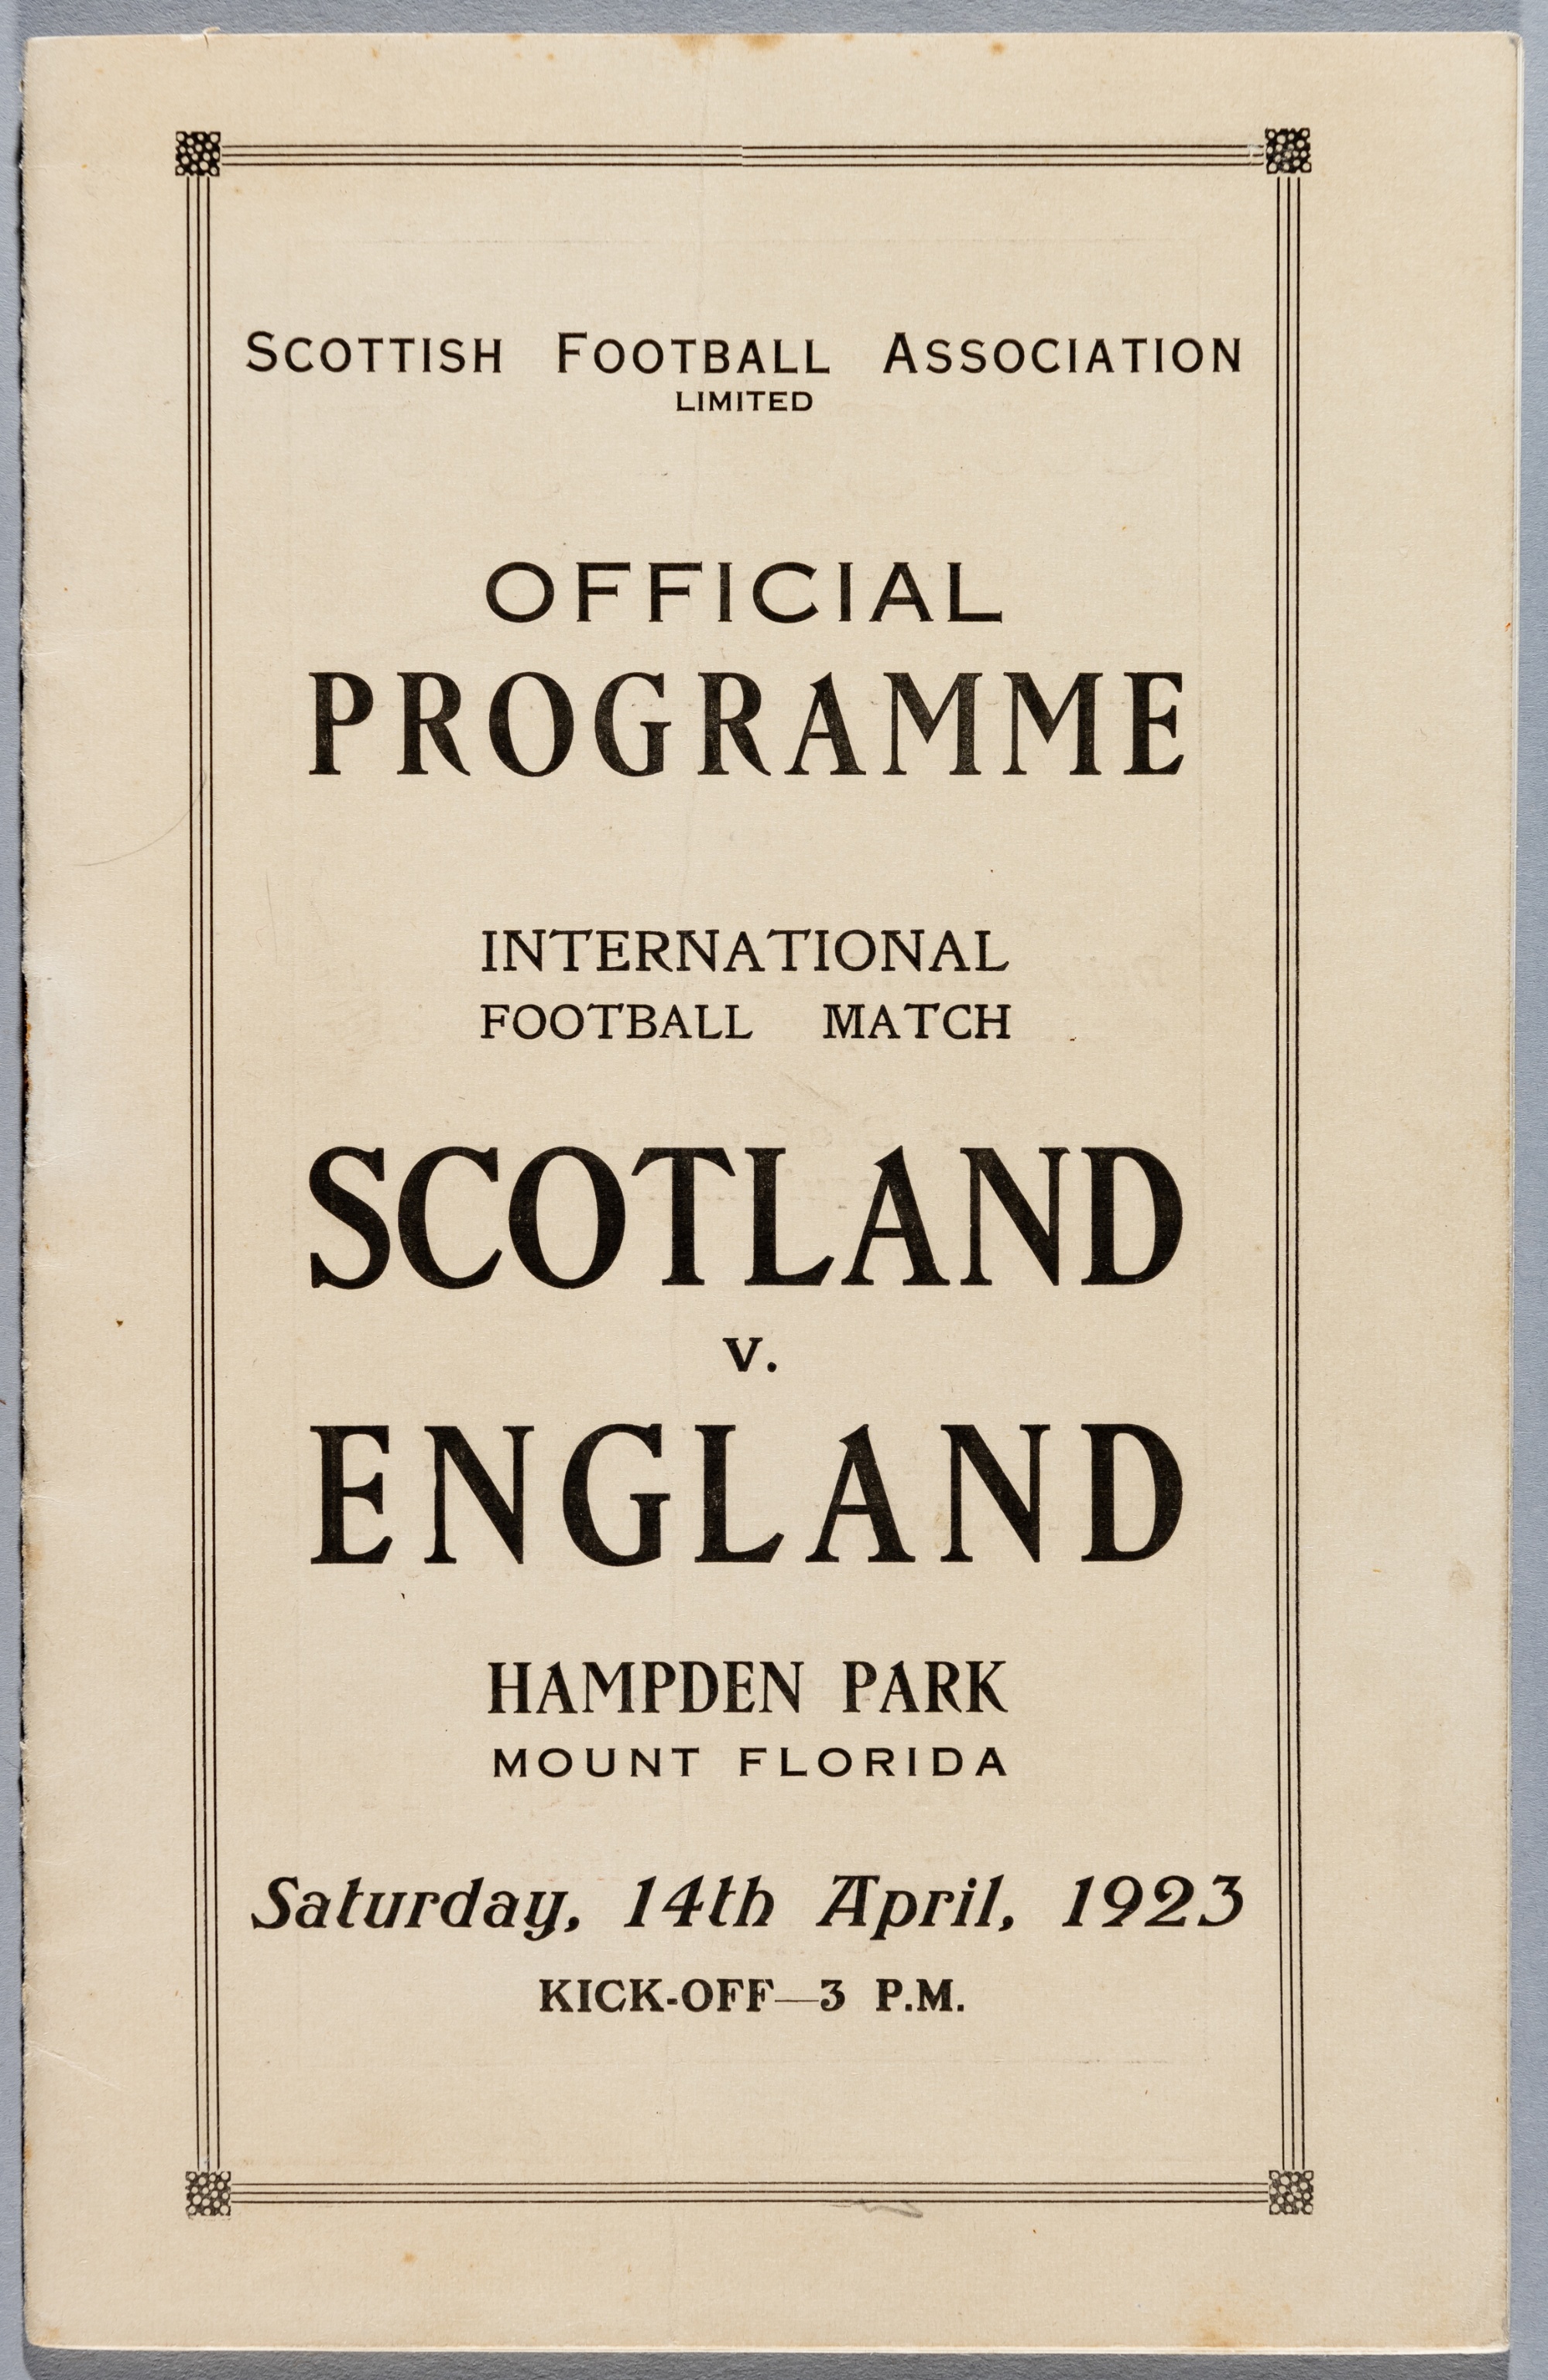 SCOTTISH FOOTBALL ASSOCIATION
LIMITED
OFFICIAL
PROGRAMME
INTERNATIONAL
FOOTBALL MATCH
SCOTLAND
v.
ENGLAND
HAMPDEN PARK
MOUNT FLORIDA
Saturday, 14th April, 1923
KICK-OFF—3 P.M.